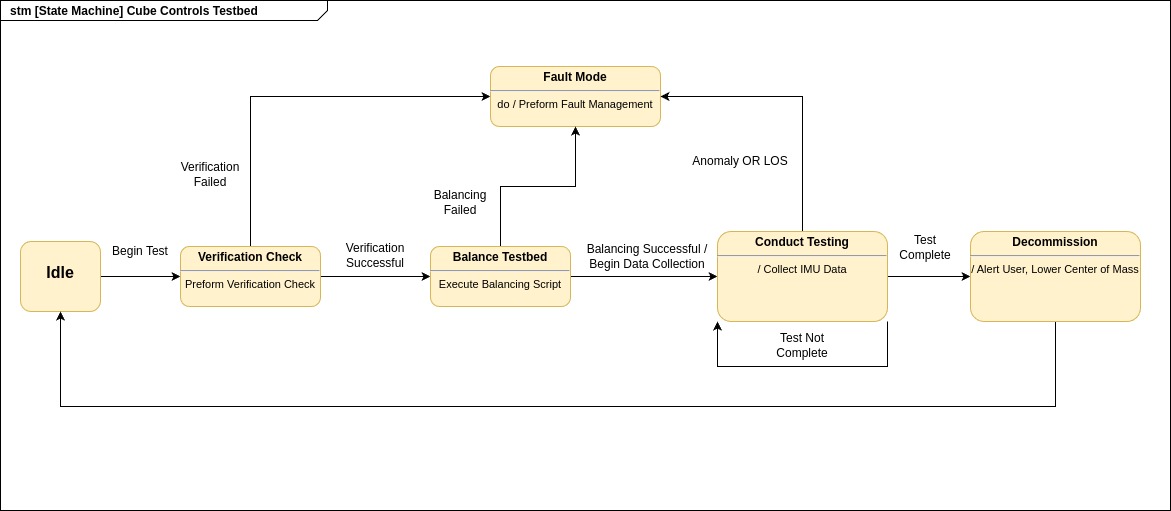 stm [State Machine] Cube Controls Testbed
Fault Mode
do / Preform Fault Management
Verification
Failed
Balancing
Failed
Anomaly OR LOS
Idle
Begin Test
Verification Check
Preform Verification Check
Verification
Successful
Balance Testbed
Execute Balancing Script
Balancing Successful /
Begin Data Collection
Conduct Testing
/ Collect IMU Data
Test
Complete
Decommission
/ Alert User, Lower Center of Mass
Test Not
Complete